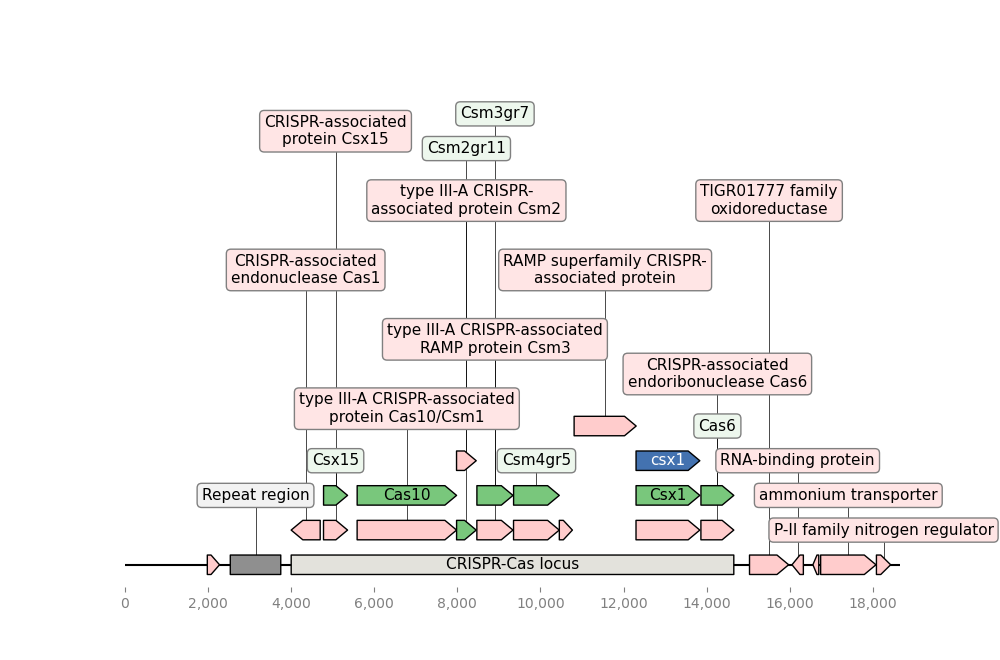 Csm3gr7
CRISPR-associated
protein Csx15
Csm2gr11
type III-A CRISPR-
associated protein Csm2
TIGR01777 family
oxidoreductase
CRISPR-associated
endonuclease Cas1
RAMP superfamily CRISPR-
associated protein
type III-A CRISPR-associated
RAMP protein Csm3
CRISPR-associated
endoribonuclease Cas6
type III-A CRISPR-associated
protein Cas10/Csm1
Cas6
Csx15
Csm4gr5
csx1
RNA-binding protein
Repeat region
Cas10
Csx1
ammonium transporter
P-II family nitrogen regulator
CRISPR-Cas locus
0
2,000
4,000
6,000
8,000
10,000
12,000
14,000
16,000
18,000